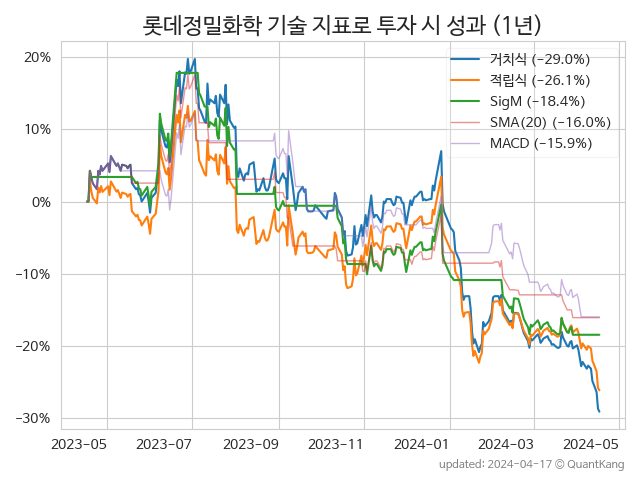 롯데정밀화학 기술 지표로 투자 시 성과 (1년)
20%
10%
0%
−10%
−20%
−30%
거치식 (−29.0%)
적립식 (−26.1%)
SigM (−18.4%)
SMA(20) (−16.0%)
MACD (−15.9%)
2023-05 2023-07 2023-09 2023-11 2024-01 2024-03 2024-05
updated: 2024-04-17 © QuantKang